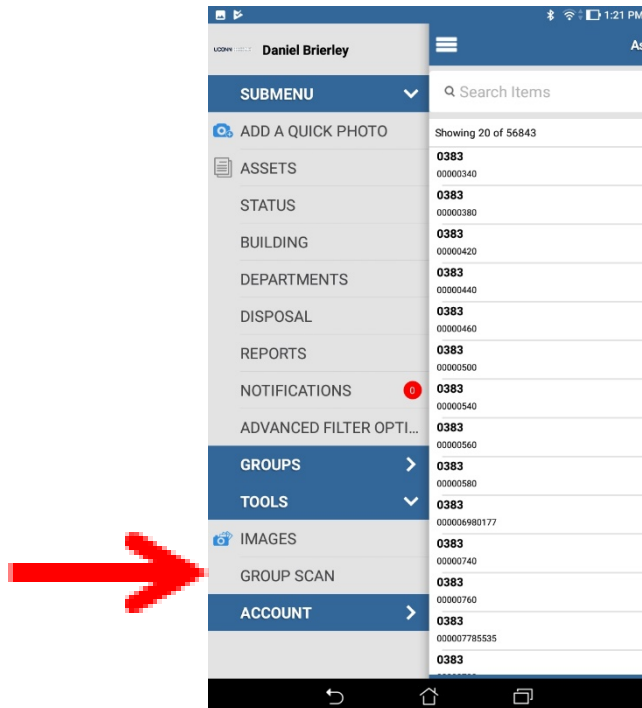 1:21 PM
UCONN Daniel Brierley
SUBMENU
ADD A QUICK PHOTO
ASSETS
STATUS
BUILDING
DEPARTMENTS
DISPOSAL
REPORTS
NOTIFICATIONS 0
ADVANCED FILTER OPTI...
GROUPS
TOOLS
IMAGES
GROUP SCAN
ACCOUNT
As
Search Items
Showing 20 of 56843
0383
00000340
0383
00000380
0383
00000420
0383
00000440
0383
00000460
0383
00000500
0383
00000540
0383
00000560
0383
00000580
0383
000006980177
0383
00000740
0383
00000760
0383
000007785535
0383